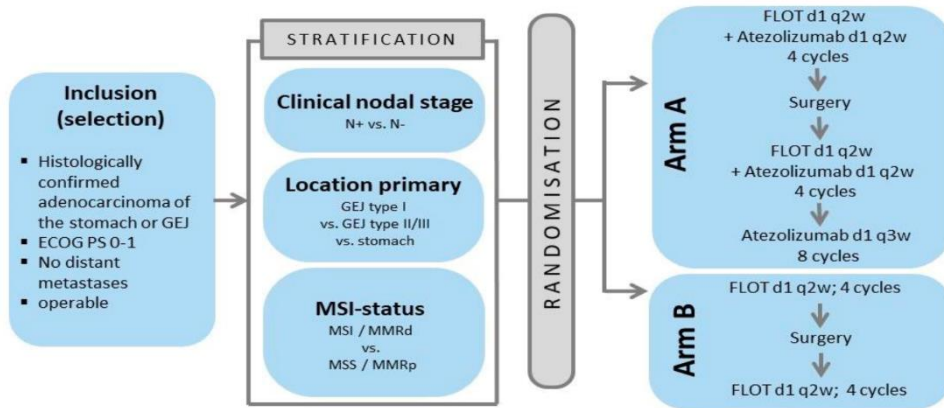 Inclusion
(selection)
▪ Histologically
confirmed
adenocarcinoma of
the stomach or GEJ
▪ ECOG PS 0-1
▪ No distant
metastases
▪ operable
STRATIFICATION
Clinical nodal stage
N+ vs. N-
Location primary
GEJ type I
vs. GEJ type II/III
vs. stomach
MSI-status
MSI / MMRd
vs.
MSS / MMRp
RANDOMISATION
Arm A
FLOT d1 q2w
+ Atezolizumab d1 q2w
4 cycles
Surgery
FLOT d1 q2w
+ Atezolizumab d1 q2w
4 cycles
Atezolizumab d1 q3w
8 cycles
Arm B
FLOT d1 q2w; 4 cycles
Surgery
FLOT d1 q2w; 4 cycles